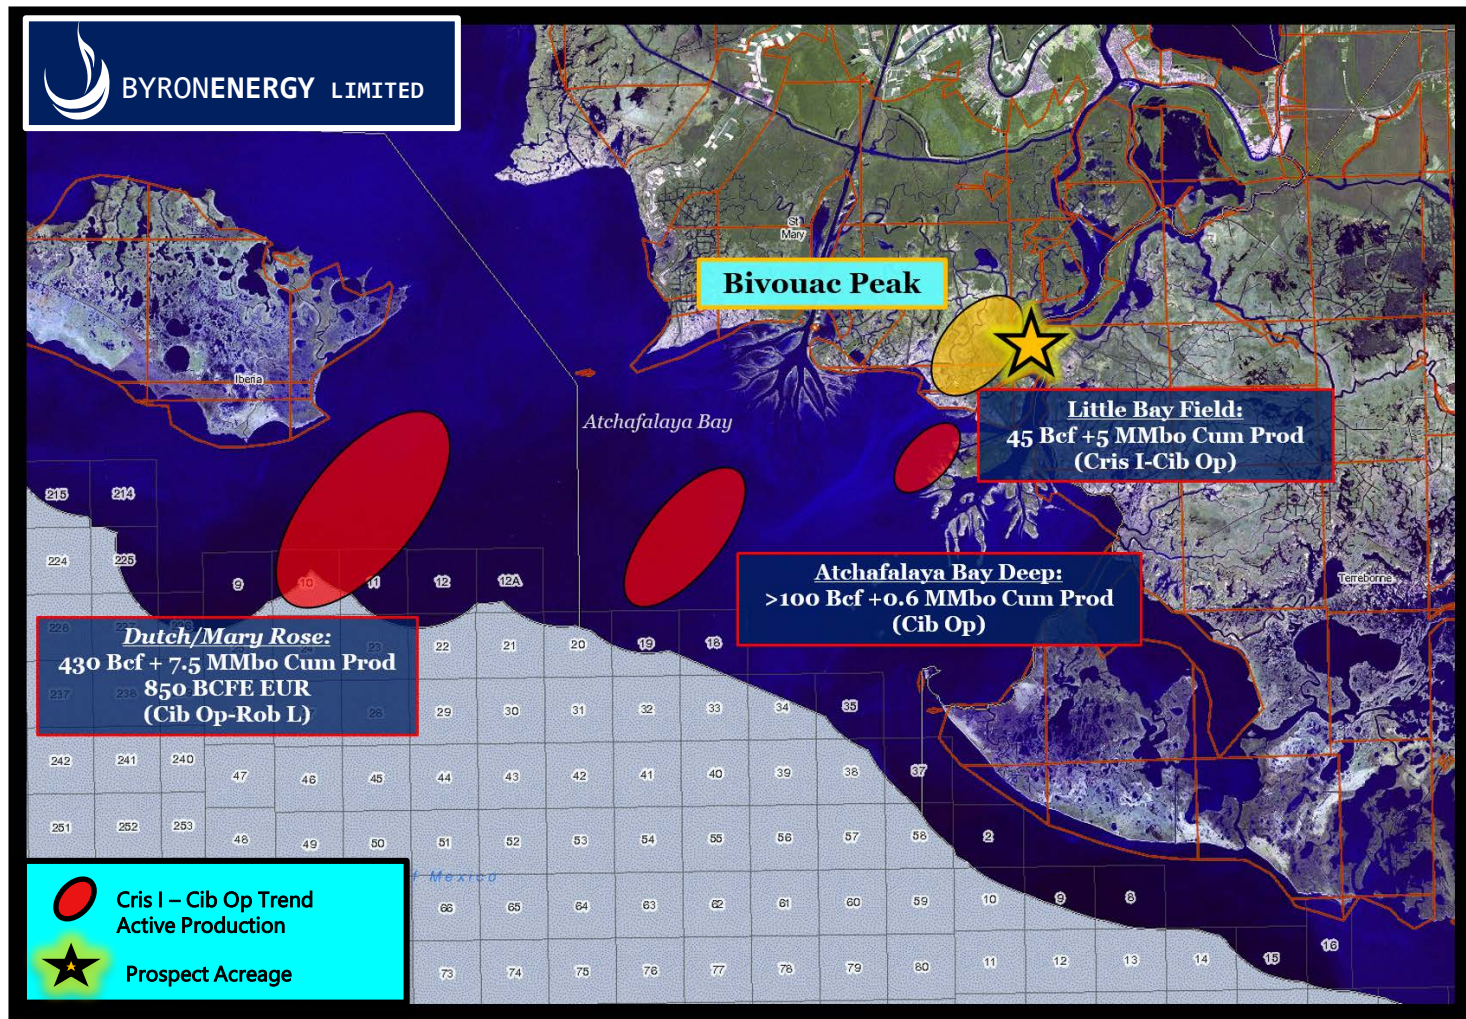 BYRONENERGY LIMITED
St
Mary
Bivouac Peak
Iberia
Atchafalaya Bay
Little Bay Field:
45 Bcf +5 MMbo Cum Prod
(Cris I-Cib Op)
Atchafalaya Bay Deep:
>100 Bcf +0.6 MMbo Cum Prod
(Cib Op)
Terrebonne
Dutch/Mary Rose:
430 Bcf + 7.5 MMbo Cum Prod
850 BCFE EUR
(Cib Op-Rob L)
215 214
224 225 9 10 11 12 12A
22 21 20 19 18
29 30 31 32 33 34 35
242 241 240 47 46 45 44 43 42 41 40 39 38 37
251 252 253 48 49 50 51 52 53 54 55 56 57 58 2
Mexico
66 65 64 63 62 61 60 59 10 9 8
73 74 75 76 77 78 79 80 11 12 13 14 15 16
Cris I – Cib Op Trend
Active Production
Prospect Acreage